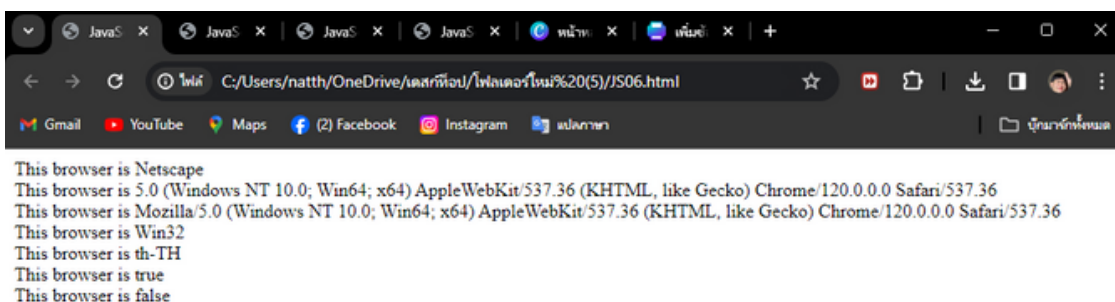 JavaS JavaS JavaS JavaS หน้าห เพิ่มข้
ไฟล์ C:/Users/natth/OneDrive/เดสก์ท็อป/โฟลเดอร์ใหม่%20(5)/JS06.html
Gmail YouTube Maps (2) Facebook Instagram แปลภาษา บุ๊กมาร์กทั้งหมด
This browser is Netscape
This browser is 5.0 (Windows NT 10.0; Win64; x64) AppleWebKit/537.36 (KHTML, like Gecko) Chrome/120.0.0.0 Safari/537.36
This browser is Mozilla/5.0 (Windows NT 10.0; Win64; x64) AppleWebKit/537.36 (KHTML, like Gecko) Chrome/120.0.0.0 Safari/537.36
This browser is Win32
This browser is th-TH
This browser is true
This browser is false